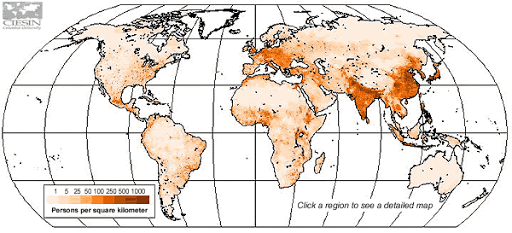 CIESIN
Columbia University
Click a region to see a detailed map
1 5 25 50 100 250 500 1000
Persons per square kilometer